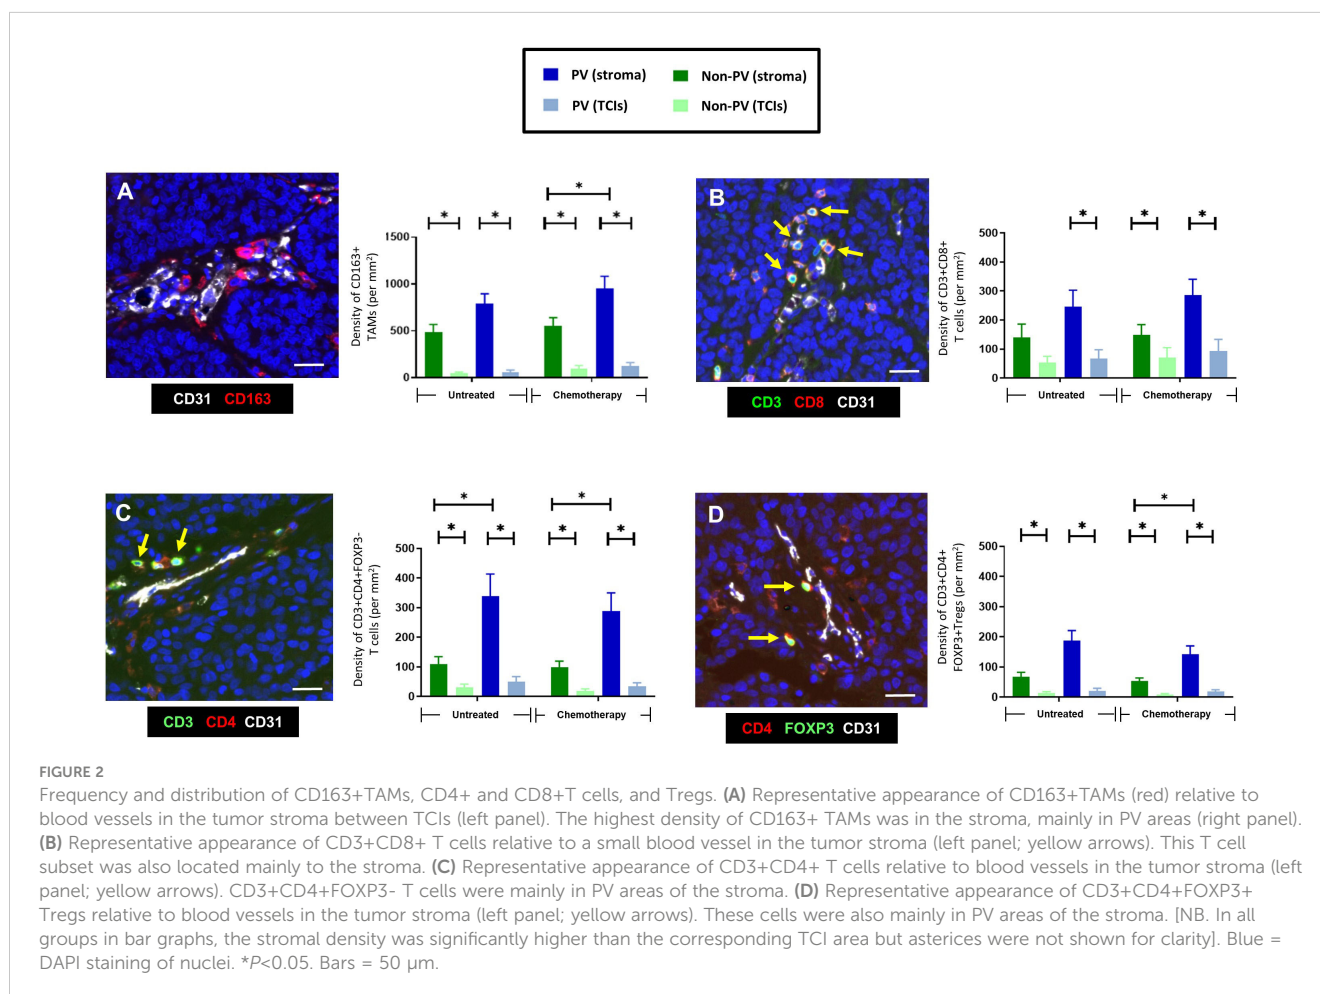 PV (stroma)
Non-PV (stroma)
PV (TCIs)
Non-PV (TCIs)
A
CD31 CD163
Density of CD163+
TAMs (per mm²)
1500
1000
500
0
* * * * *
Untreated
Chemotherapy
B
CD3 CD8 CD31
Density of CD3+CD8+
T cells (per mm²)
500
400
300
200
100
0
* * *
Untreated
Chemotherapy
C
CD3 CD4 CD31
Density of CD3+CD4+FOXP3-
T cells (per mm²)
500
400
300
200
100
0
* * * * * *
Untreated
Chemotherapy
D
CD4 FOXP3 CD31
Density of CD3+CD4+
FOXP3+Tregs (per mm²)
500
400
300
200
100
0
* * * * *
Untreated
Chemotherapy
FIGURE 2
Frequency and distribution of CD163+TAMs, CD4+ and CD8+T cells, and Tregs. (A) Representative appearance of CD163+TAMs (red) relative to
blood vessels in the tumor stroma between TCIs (left panel). The highest density of CD163+ TAMs was in the stroma, mainly in PV areas (right panel).
(B) Representative appearance of CD3+CD8+ T cells relative to a small blood vessel in the tumor stroma (left panel; yellow arrows). This T cell
subset was also located mainly to the stroma. (C) Representative appearance of CD3+CD4+ T cells relative to blood vessels in the tumor stroma (left
panel; yellow arrows). CD3+CD4+FOXP3- T cells were mainly in PV areas of the stroma. (D) Representative appearance of CD3+CD4+FOXP3+
Tregs relative to blood vessels in the tumor stroma (left panel; yellow arrows). These cells were also mainly in PV areas of the stroma. [NB. In all
groups in bar graphs, the stromal density was significantly higher than the corresponding TCI area but asterices were not shown for clarity]. Blue =
DAPI staining of nuclei. *P<0.05. Bars = 50 μm.